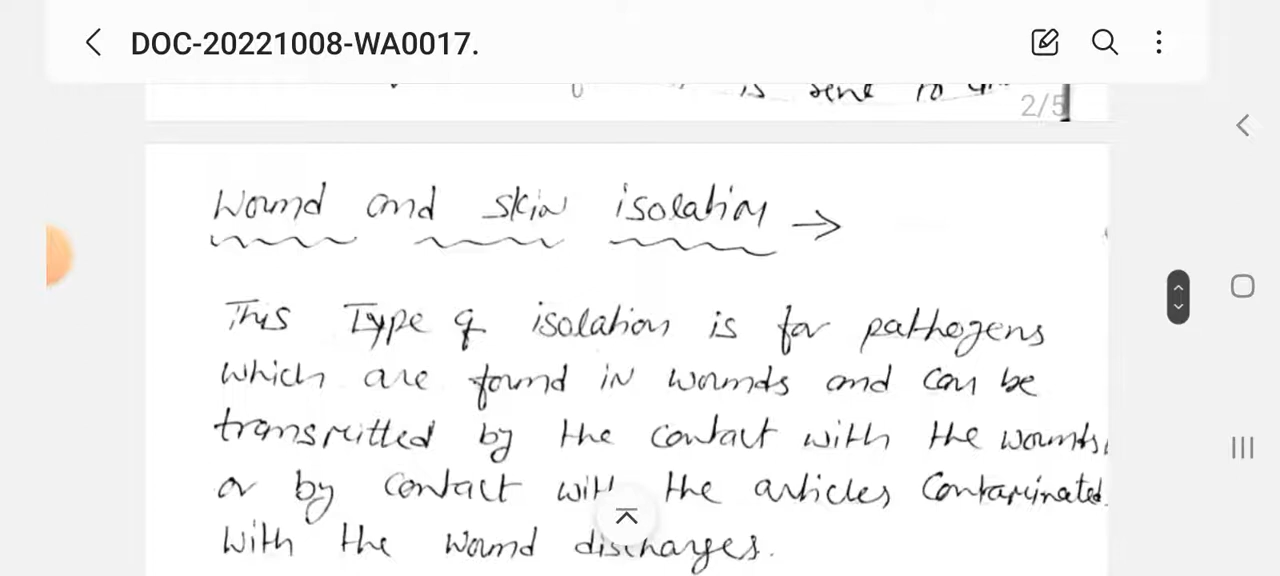 DOC-20221008-WA0017.
is
2/5
Wound and skin isolation →
This Type of isolation is for pathogens
which are found in wounds and can be
transmitted by the contact with the wounds,
or by contact with the articles contaminated
with the wound discharges.